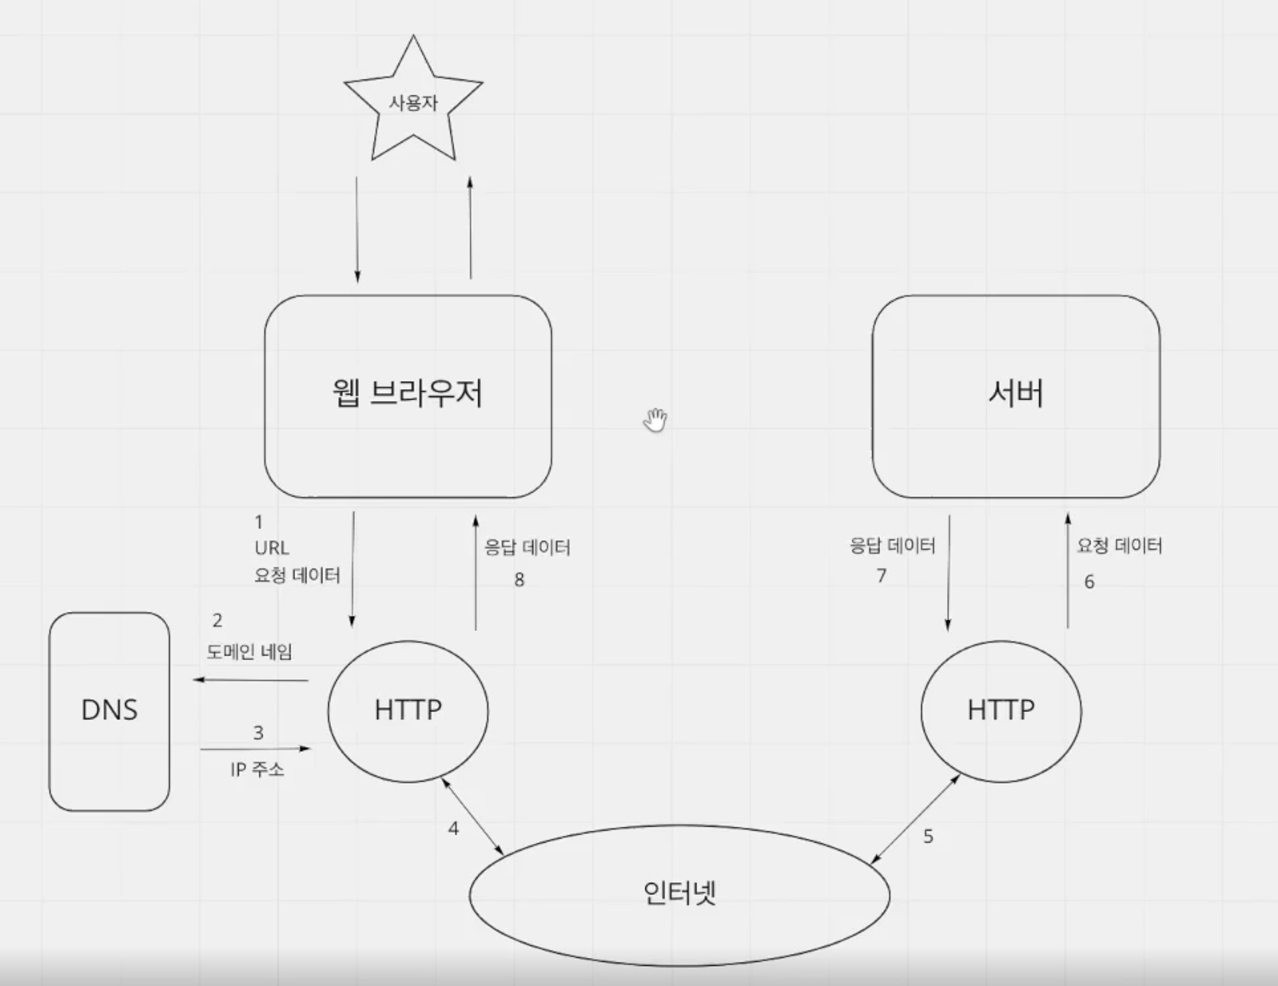 사용자
웹 브라우저
서버
1
URL
요청 데이터
응답 데이터
8
응답 데이터
7
요청 데이터
6
2
도메인 네임
DNS
HTTP
HTTP
3
IP 주소
4
5
인터넷